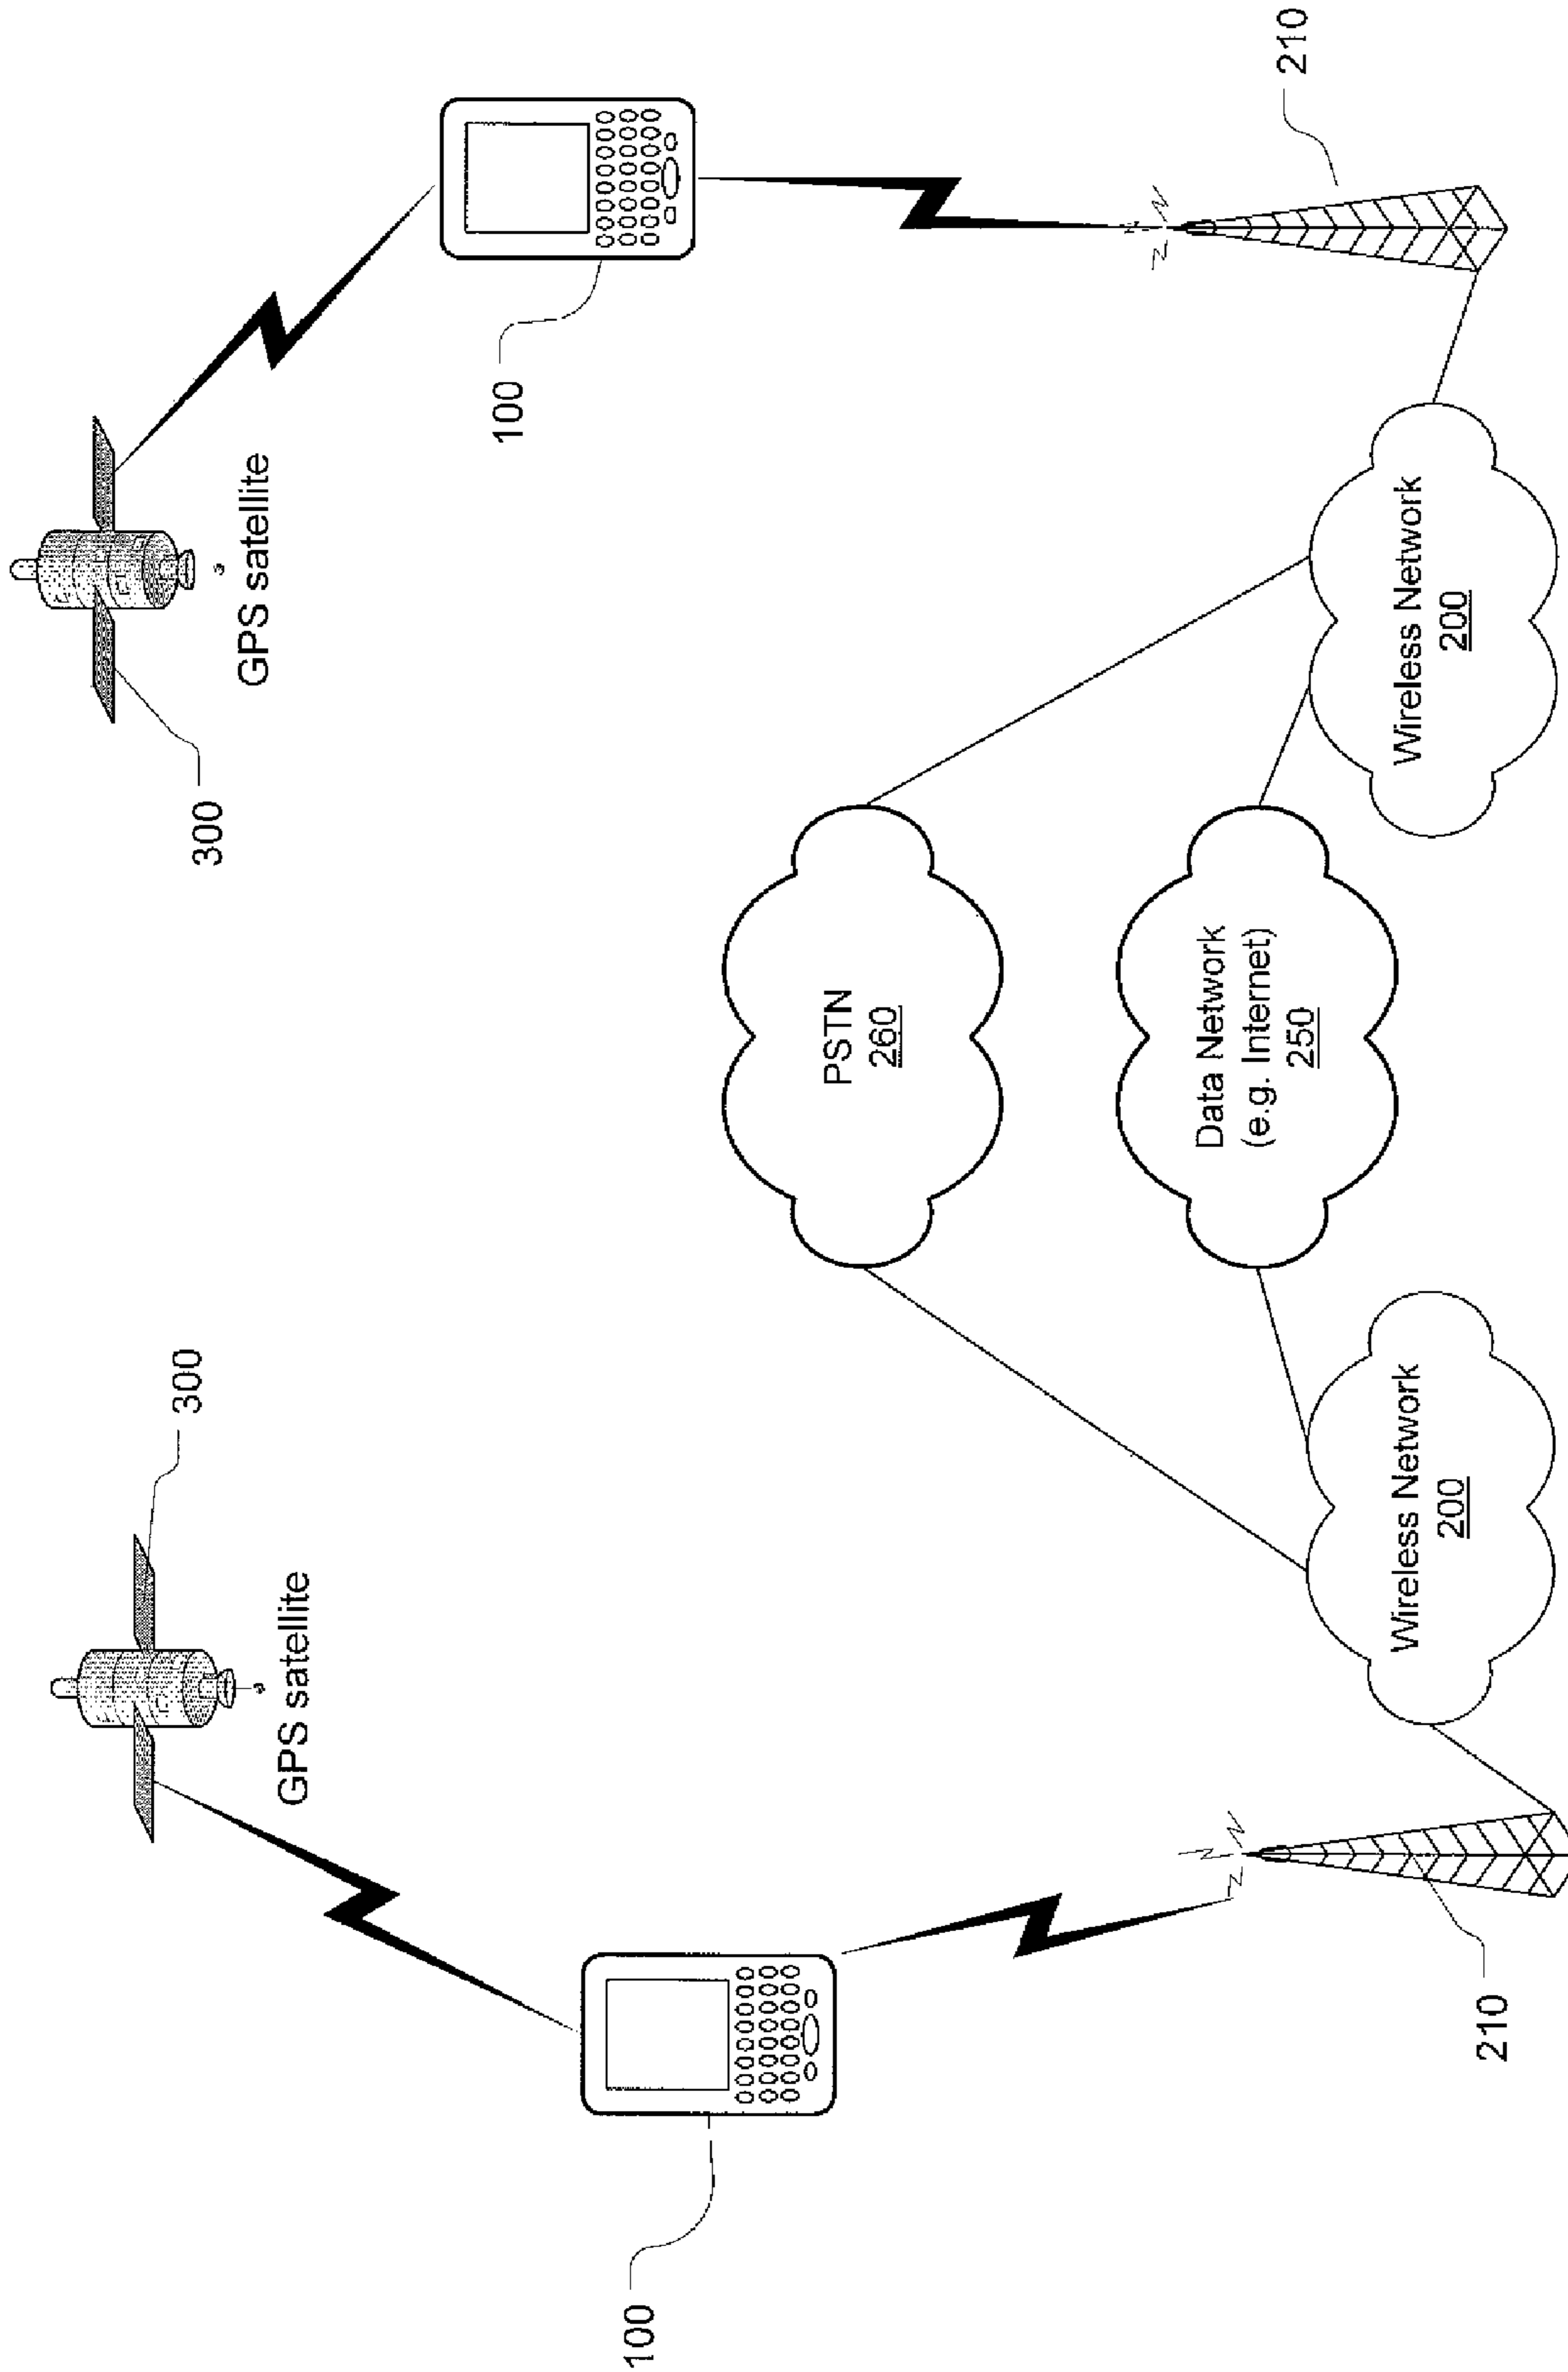 300
GPS satellite
300
GPS satellite
100
100
PSTN
260
Data Network
(e.g. Internet)
250
210
Wireless Network
200
Wireless Network
200
210